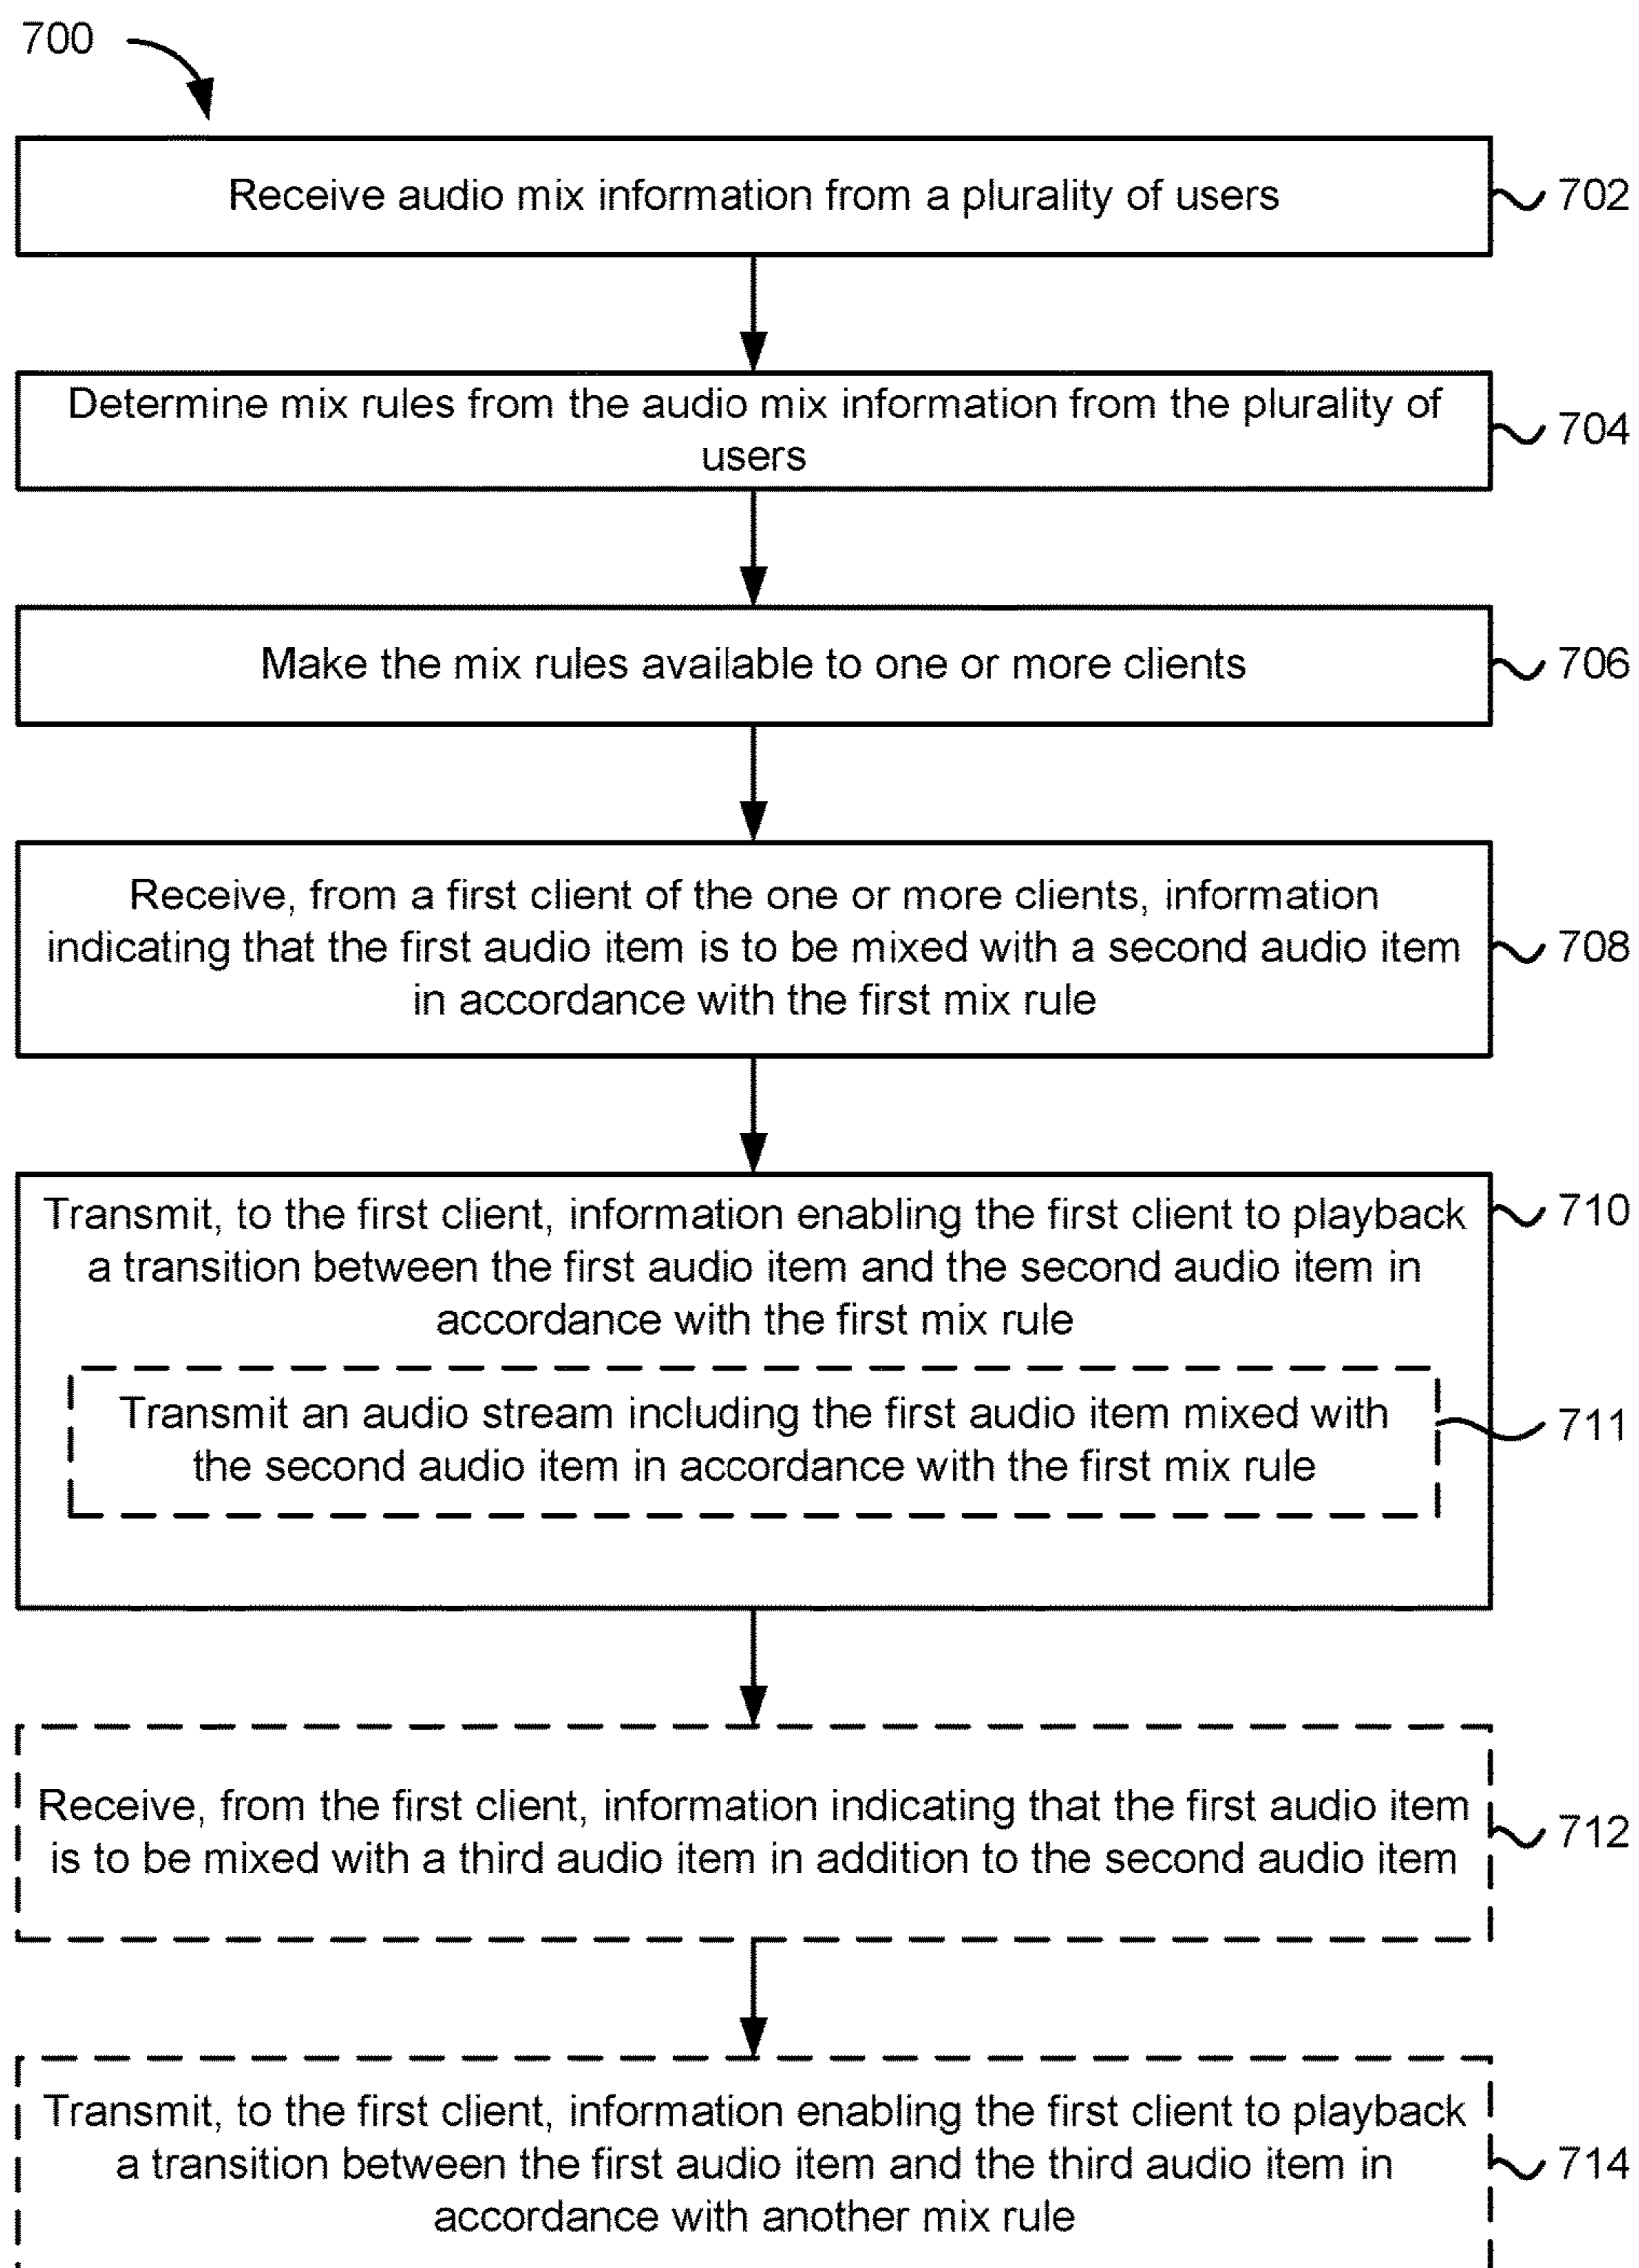 700
Receive audio mix information from a plurality of users
702
Determine mix rules from the audio mix information from the plurality of
users
704
Make the mix rules available to one or more clients
706
Receive, from a first client of the one or more clients, information
indicating that the first audio item is to be mixed with a second audio item
in accordance with the first mix rule
708
Transmit, to the first client, information enabling the first client to playback
a transition between the first audio item and the second audio item in
accordance with the first mix rule
710
Transmit an audio stream including the first audio item mixed with
the second audio item in accordance with the first mix rule
711
Receive, from the first client, information indicating that the first audio item
is to be mixed with a third audio item in addition to the second audio item
712
Transmit, to the first client, information enabling the first client to playback
a transition between the first audio item and the third audio item in
accordance with another mix rule
714